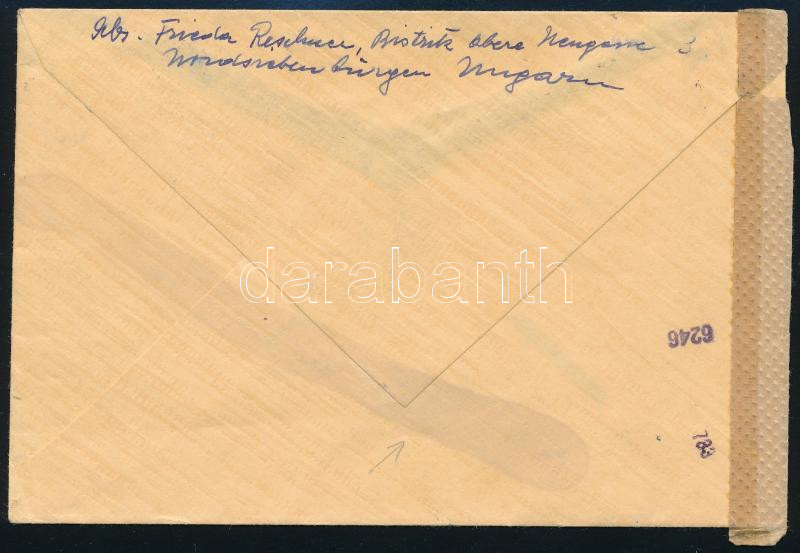 Abs. Frieda Reschner, Bistritz obere Neugasse 3
Nordsiebenbürgen Ungarn
darabanth
6246
783